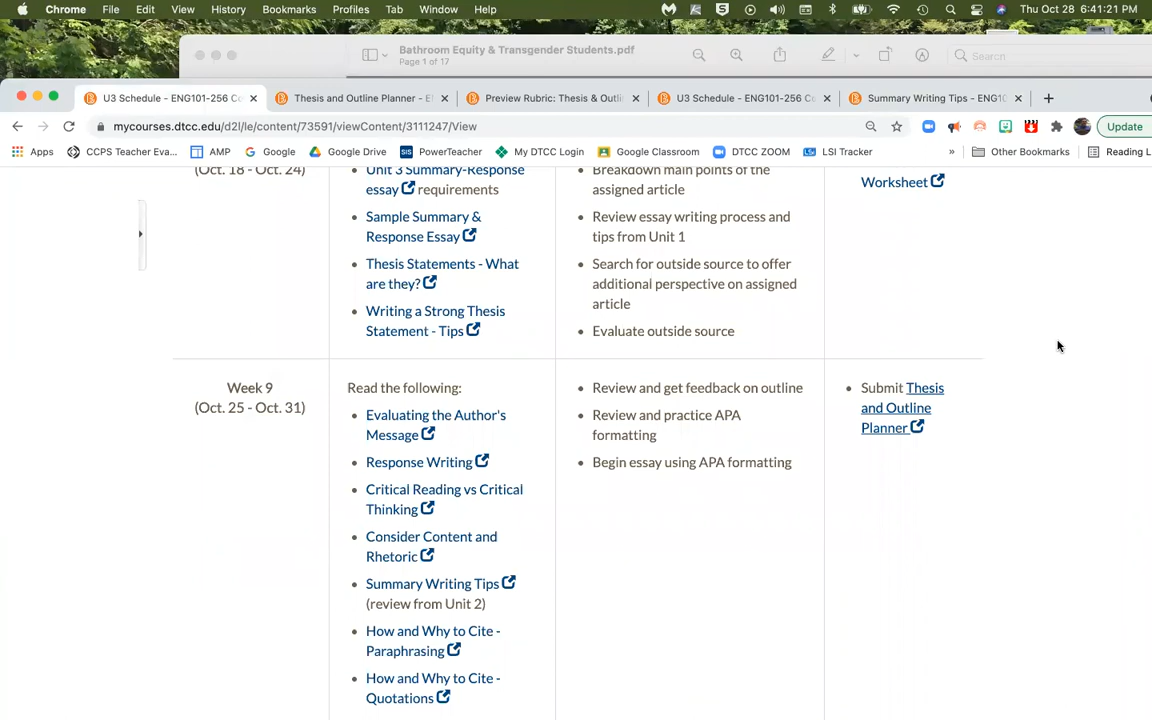 Chrome File Edit View History Bookmarks Profiles Tab Window Help Thu Oct 28 6:41:21 PM
Bathroom Equity & Transgender Students.pdf
Page 1 of 17
Search
U3 Schedule - ENG101-256 Ce
Thesis and Outline Planner - E
Preview Rubric: Thesis & Outli
U3 Schedule - ENG101-256 Ce
Summary Writing Tips - ENG10
mycourses.dtcc.edu/d2l/le/content/73591/viewContent/3111247/View
Update
Apps CCPS Teacher Eva... AMP Google Google Drive PowerTeacher My DTCC Login Google Classroom DTCC ZOOM LSI Tracker » Other Bookmarks Reading L
(Oct. 18 - Oct. 24)
Unit 3 Summary-Response
essay requirements
Sample Summary &
Response Essay
Thesis Statements - What
are they?
Writing a Strong Thesis
Statement - Tips
Breakdown main points of the
assigned article
Review essay writing process and
tips from Unit 1
Search for outside source to offer
additional perspective on assigned
article
Evaluate outside source
Worksheet
Week 9
(Oct. 25 - Oct. 31)
Read the following:
Evaluating the Author's
Message
Response Writing
Critical Reading vs Critical
Thinking
Consider Content and
Rhetoric
Summary Writing Tips
(review from Unit 2)
How and Why to Cite -
Paraphrasing
How and Why to Cite -
Quotations
Review and get feedback on outline
Review and practice APA
formatting
Begin essay using APA formatting
Submit Thesis
and Outline
Planner